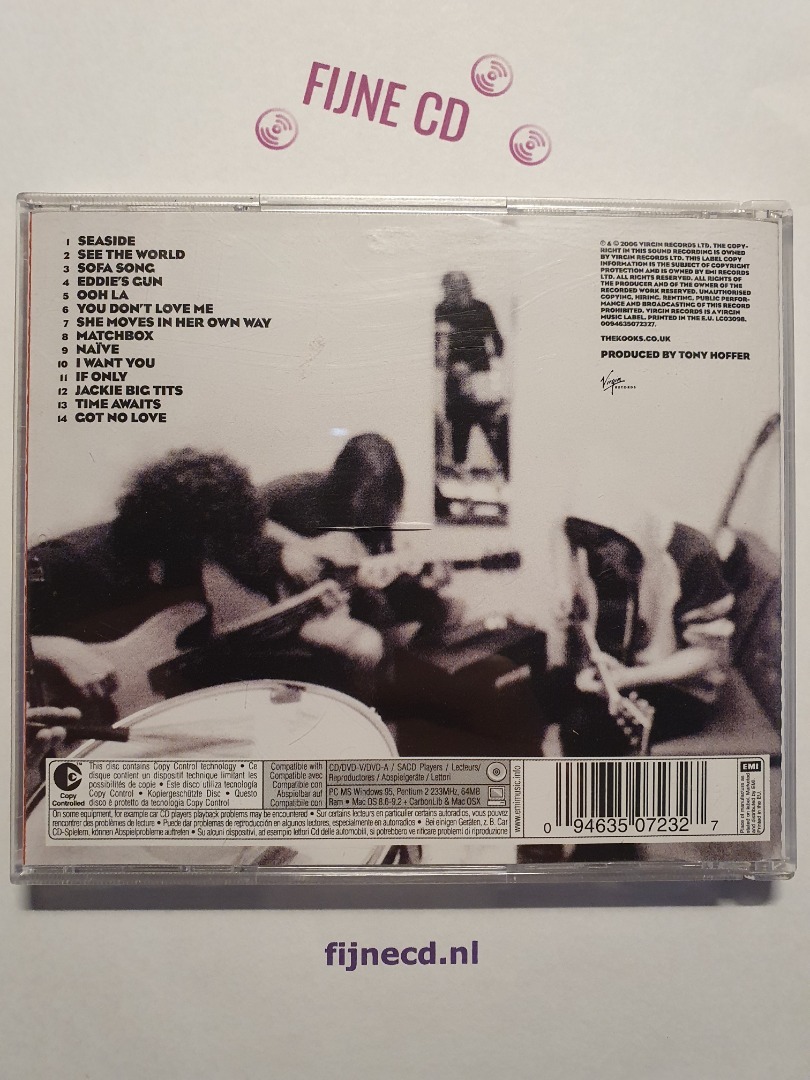 FIJNE CD
1 SEASIDE
2 SEE THE WORLD
3 SOFA SONG
4 EDDIE'S GUN
5 OOH LA
6 YOU DON'T LOVE ME
7 SHE MOVES IN HER OWN WAY
8 MATCHBOX
9 NAÏVE
10 I WANT YOU
11 IF ONLY
12 JACKIE BIG TITS
13 TIME AWAITS
14 GOT NO LOVE
℗ & © 2006 VIRGIN RECORDS LTD. THE COPY-
RIGHT IN THIS SOUND RECORDING IS OWNED
BY VIRGIN RECORDS LTD. THIS LABEL COPY
INFORMATION IS THE SUBJECT OF COPYRIGHT
PROTECTION AND IS OWNED BY EMI RECORDS
LTD. ALL RIGHTS RESERVED. ALL RIGHTS OF
THE PRODUCER AND OF THE OWNER OF THE
RECORDED WORK RESERVED. UNAUTHORISED
COPYING, HIRING, RENTING, PUBLIC PERFOR-
MANCE AND BROADCASTING OF THIS RECORD
PROHIBITED. VIRGIN RECORDS IS A VIRGIN
MUSIC LABEL. PRINTED IN THE E.U. LC03098.
0094635072327.
THEKOOKS.CO.UK
PRODUCED BY TONY HOFFER
Virgin
RECORDS
Copy
Controlled
This disc contains Copy Control technology • Ce
disque contient un dispositif technique limitant les
possibilités de copie • Este disco utiliza tecnología
Copy Control • Kopiergeschützte Disc • Questo
disco è protetto da tecnologia Copy Control
Compatible with
Compatible avec
Compatible con
Abspielbar auf
Compatibile con
CD/DVD-V/DVD-A / SACD Players / Lecteurs/
Reproductores / Abspielgeräte / Lettori
PC MS Windows 95, Pentium 2 233MHz, 64MB
Ram • Mac OS 8.6-9.2 + CarbonLib & Mac OSX
On some equipment, for example car CD players playback problems may be encountered • Sur certains lecteurs en particulier certains autoradios, vous pouvez
rencontrer des problèmes de lecture • Puede dar problemas de reproducción en algunos lectores, especialmente en autorradios • Bei einigen Geräten, z. B. Car
CD-Spielern, können Abspielprobleme auftreten • Su alcuni dispositivi, ad esempio lettori Cd delle automobili, si potrebbero verificare problemi di riproduzione
www.emimusic.info
0 94635 07232 7
EMI
Printed in the EU.
fijnecd.nl